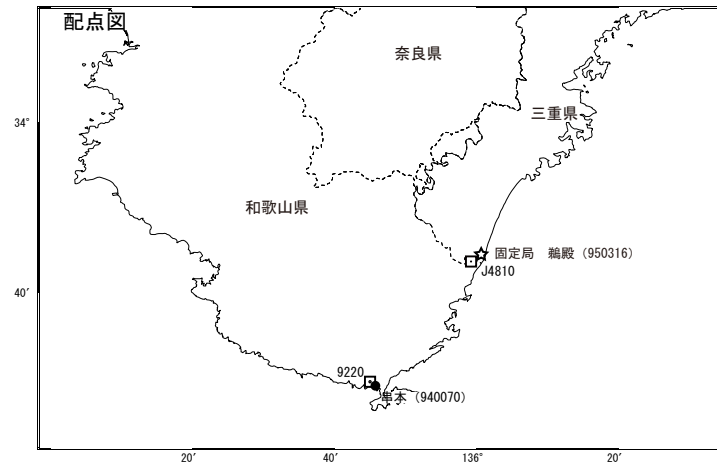 配点図
奈良県
34°
三重県
和歌山県
固定局　鵜殿（950316）
J4810
40′
9220
串本（940070）
20′
40′
136°
20′